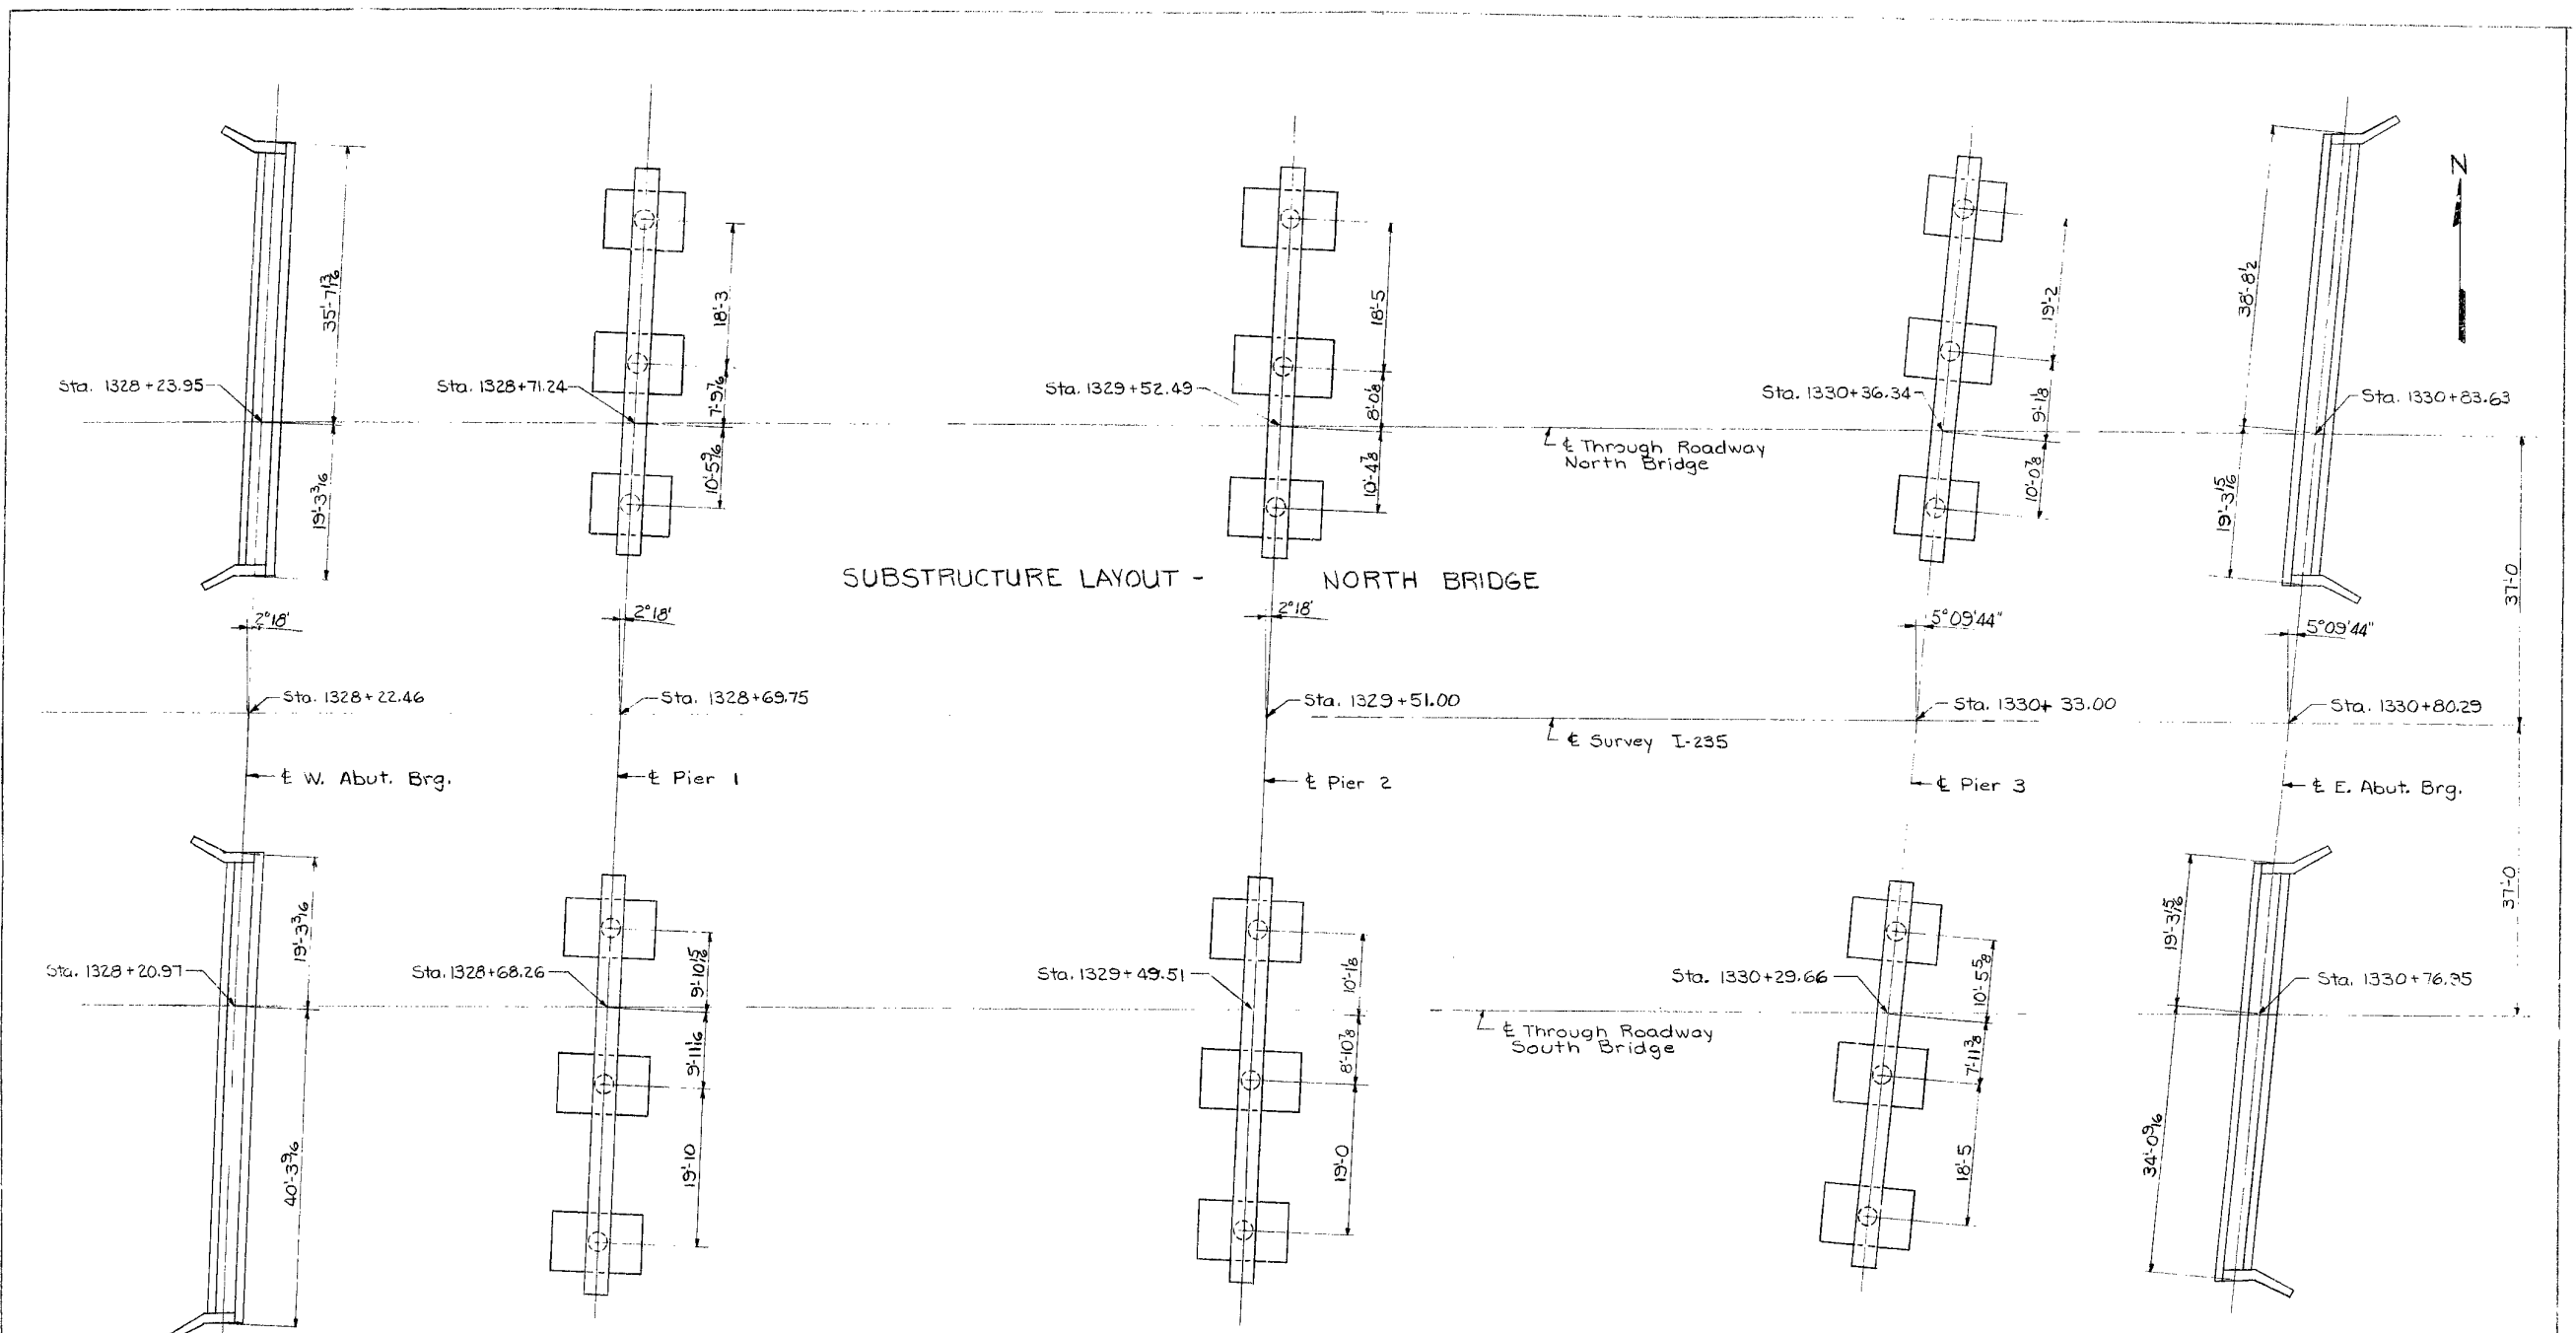 N
35'-7 13/16
18'-3
18'-5
19'-2
38'-8 1/2
Sta. 1328+23.95
Sta. 1328+71.24
7'-9 7/16
Sta. 1329+52.49
8'-0 1/8
Sta. 1330+36.34
9'-1 1/8
Sta. 1330+83.63
℄ Through Roadway
North Bridge
19'-3 3/16
10'-5 9/16
10'-4 7/8
10'-0 7/8
19'-3 5/16
SUBSTRUCTURE LAYOUT - NORTH BRIDGE
37'-0
2°18'
2°18'
2°18'
5°09'44"
5°09'44"
Sta. 1328+22.46
Sta. 1328+69.75
Sta. 1329+51.00
Sta. 1330+33.00
Sta. 1330+80.29
℄ Survey I-235
℄ W. Abut. Brg.
℄ Pier 1
℄ Pier 2
℄ Pier 3
℄ E. Abut. Brg.
37'-0
19'-3 3/16
9'-10 15/16
10'-1 1/8
10'-5 5/8
19'-3 5/16
Sta. 1328+20.97
Sta. 1328+68.26
Sta. 1329+49.51
Sta. 1330+29.66
Sta. 1330+76.95
℄ Through Roadway
South Bridge
9'-11 1/16
8'-10 7/8
7'-11 3/8
40'-3 9/16
19'-10
19'-0
18'-5
34'-0 9/16